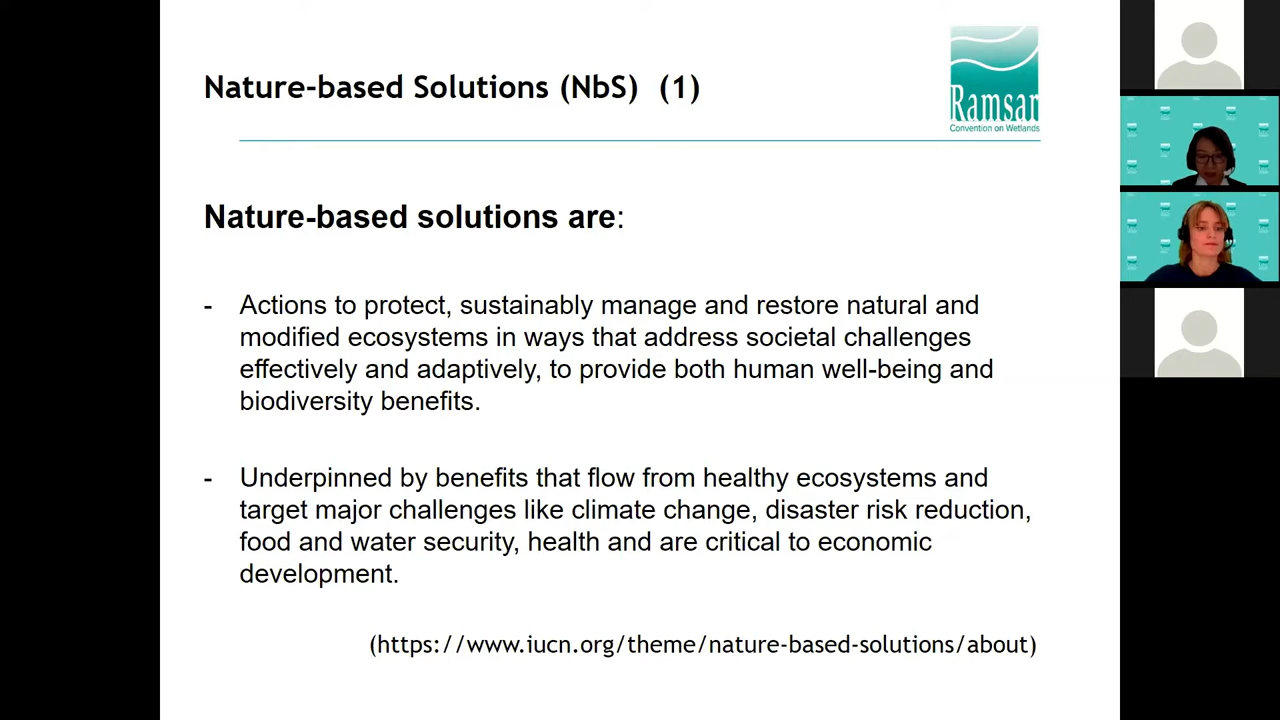 Nature-based Solutions (NbS) (1)
Ramsar
Convention on Wetlands
Nature-based solutions are:
- Actions to protect, sustainably manage and restore natural and
modified ecosystems in ways that address societal challenges
effectively and adaptively, to provide both human well-being and
biodiversity benefits.
- Underpinned by benefits that flow from healthy ecosystems and
target major challenges like climate change, disaster risk reduction,
food and water security, health and are critical to economic
development.
(https://www.iucn.org/theme/nature-based-solutions/about)